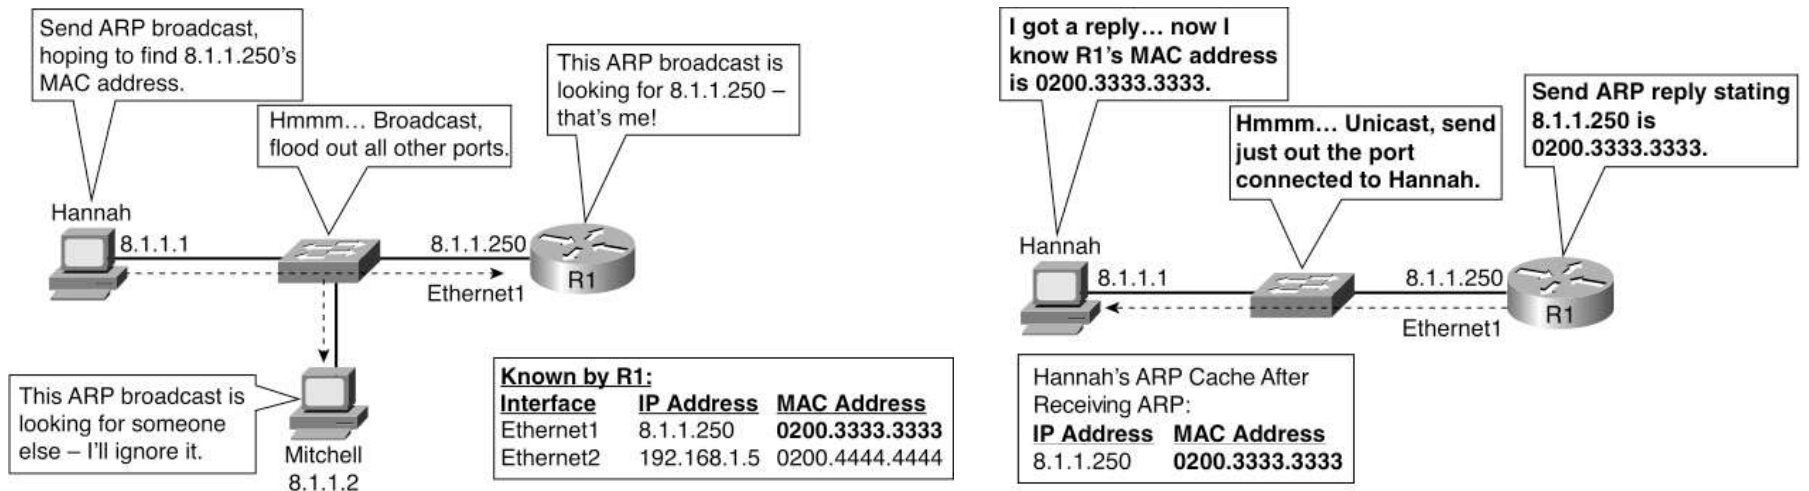 Send ARP broadcast,
hoping to find 8.1.1.250's
MAC address.
Hmmm... Broadcast,
flood out all other ports.
This ARP broadcast is
looking for 8.1.1.250 –
that's me!
Hannah
8.1.1.1
8.1.1.250
R1
Ethernet1
This ARP broadcast is
looking for someone
else – I'll ignore it.
Mitchell
8.1.1.2
Known by R1:
Interface IP Address MAC Address
Ethernet1 8.1.1.250 0200.3333.3333
Ethernet2 192.168.1.5 0200.4444.4444
I got a reply... now I
know R1's MAC address
is 0200.3333.3333.
Hmmm... Unicast, send
just out the port
connected to Hannah.
Send ARP reply stating
8.1.1.250 is
0200.3333.3333.
Hannah
8.1.1.1
8.1.1.250
R1
Ethernet1
Hannah's ARP Cache After
Receiving ARP:
IP Address MAC Address
8.1.1.250 0200.3333.3333